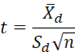 t = X̄_d / (S_d √n)